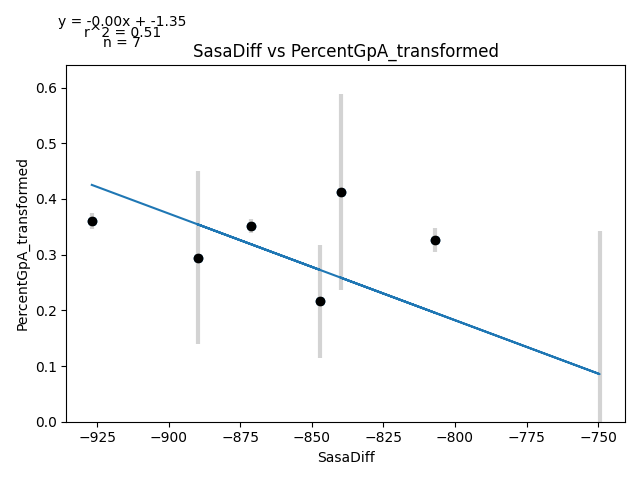 y = -0.00x + -1.35
r^2 = 0.51
n = 7
SasaDiff vs PercentGpA_transformed
0.6
0.5
0.4
0.3
0.2
0.1
0.0
PercentGpA_transformed
−925
−900
−875
−850
−825
−800
−775
−750
SasaDiff